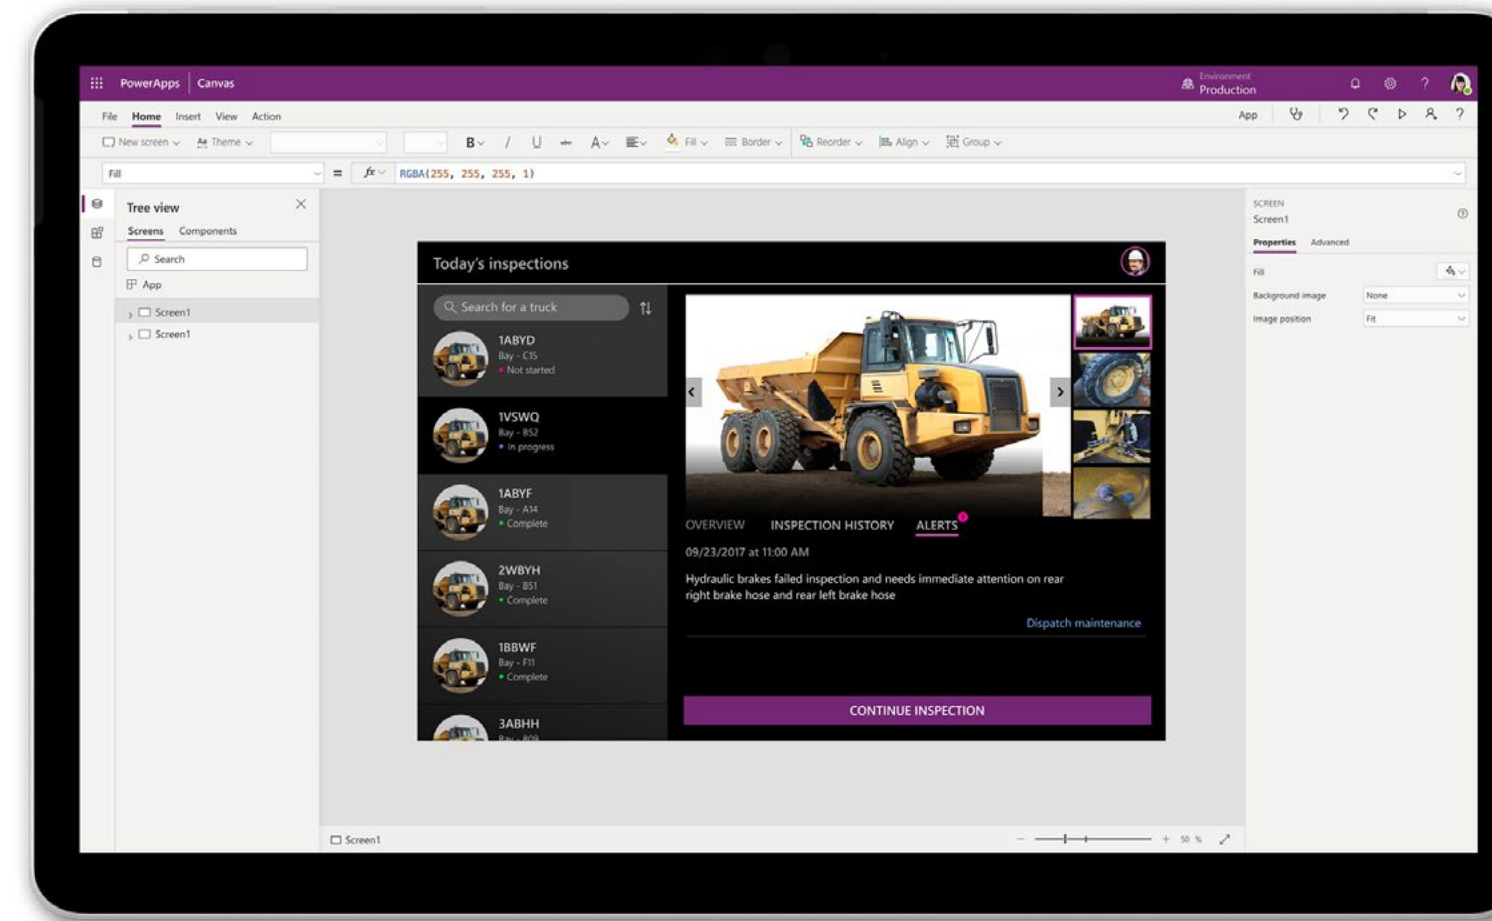 PowerApps Canvas
Environment
Production
File Home Insert View Action
App
New screen Theme
B / U A Fill Border Reorder Align Group
Fill = fx RGBA(255, 255, 255, 1)
Tree view
Screens Components
Search
App
Screen1
Screen1
Today's inspections
Search for a truck
1ABYD
Bay - C15
Not started
1VSWQ
Bay - B52
in progress
1ABYF
Bay - A14
Complete
2WBYH
Bay - B51
Complete
1BBWF
Bay - F11
Complete
3ABHH
Bay - B09
OVERVIEW INSPECTION HISTORY ALERTS 1
09/23/2017 at 11:00 AM
Hydraulic brakes failed inspection and needs immediate attention on rear
right brake hose and rear left brake hose
Dispatch maintenance
CONTINUE INSPECTION
SCREEN
Screen1
Properties Advanced
Fill
Background image None
Image position Fit
Screen1
50 %